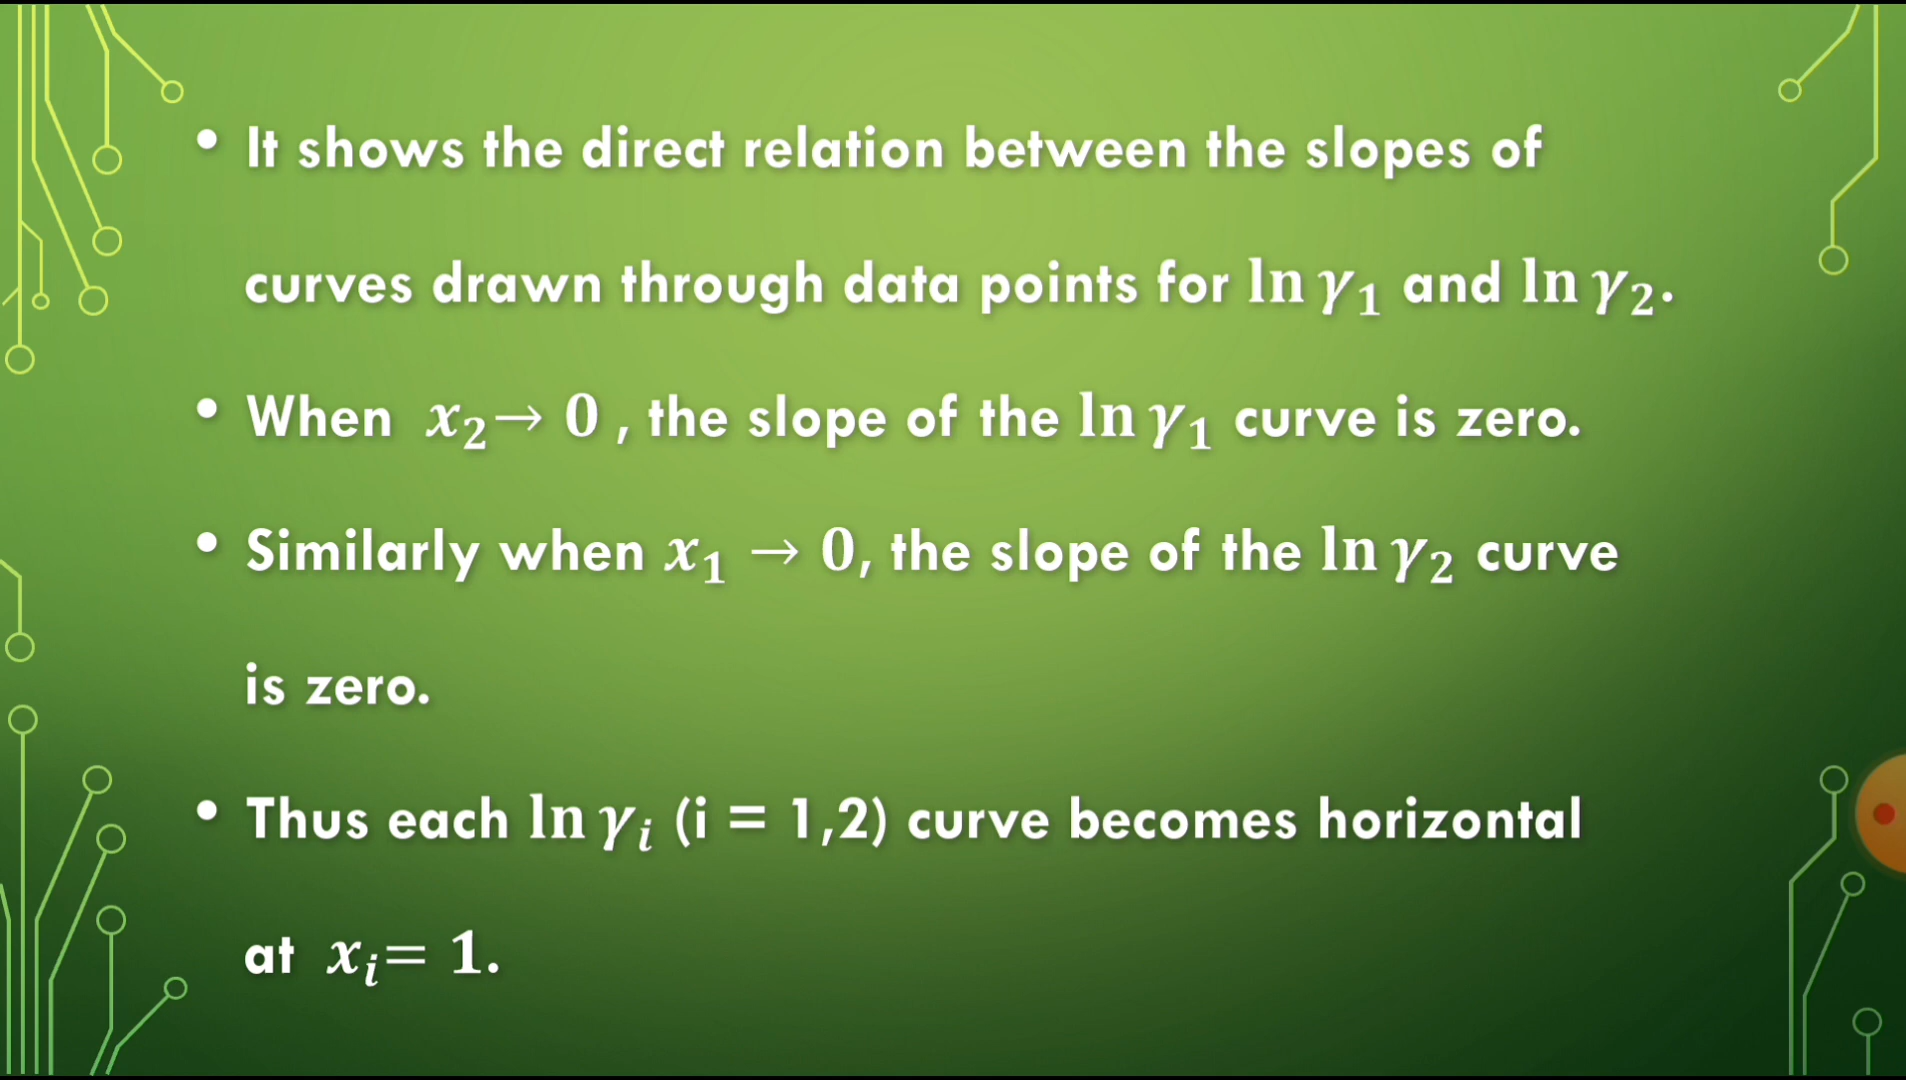 • It shows the direct relation between the slopes of
curves drawn through data points for ln γ₁ and ln γ₂.
• When x₂→ 0 , the slope of the ln γ₁ curve is zero.
• Similarly when x₁ → 0, the slope of the ln γ₂ curve
is zero.
• Thus each ln γᵢ (i = 1,2) curve becomes horizontal
at xᵢ= 1.